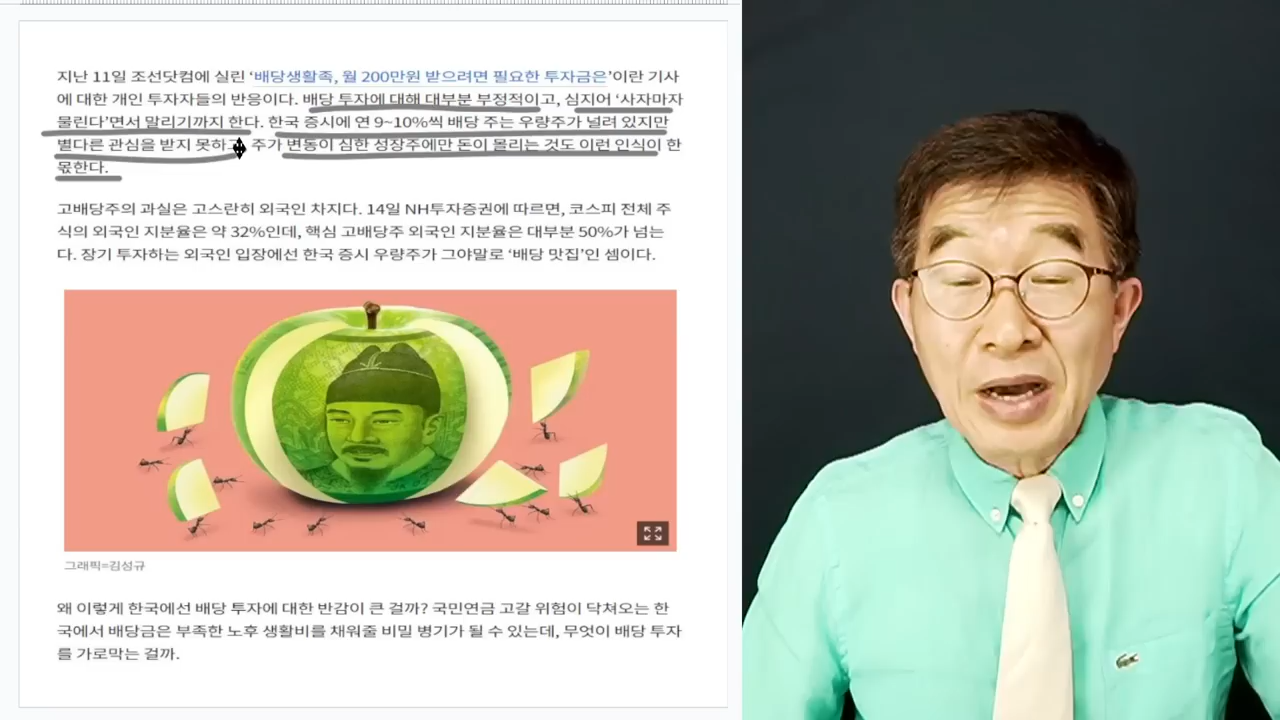 지난 11일 조선닷컴에 실린 ‘배당생활족, 월 200만원 받으려면 필요한 투자금은’이란 기사
에 대한 개인 투자자들의 반응이다. 배당 투자에 대해 대부분 부정적이고, 심지어 ‘사자마자
물린다’면서 말리기까지 한다. 한국 증시에 연 9~10%씩 배당 주는 우량주가 널려 있지만
별다른 관심을 받지 못하 주가 변동이 심한 성장주에만 돈이 몰리는 것도 이런 인식이 한
몫한다.
고배당주의 과실은 고스란히 외국인 차지다. 14일 NH투자증권에 따르면, 코스피 전체 주
식의 외국인 지분율은 약 32%인데, 핵심 고배당주 외국인 지분율은 대부분 50%가 넘는
다. 장기 투자하는 외국인 입장에선 한국 증시 우량주가 그야말로 ‘배당 맛집’인 셈이다.
그래픽=김성규
왜 이렇게 한국에선 배당 투자에 대한 반감이 큰 걸까? 국민연금 고갈 위험이 닥쳐오는 한
국에서 배당금은 부족한 노후 생활비를 채워줄 비밀 병기가 될 수 있는데, 무엇이 배당 투자
를 가로막는 걸까.